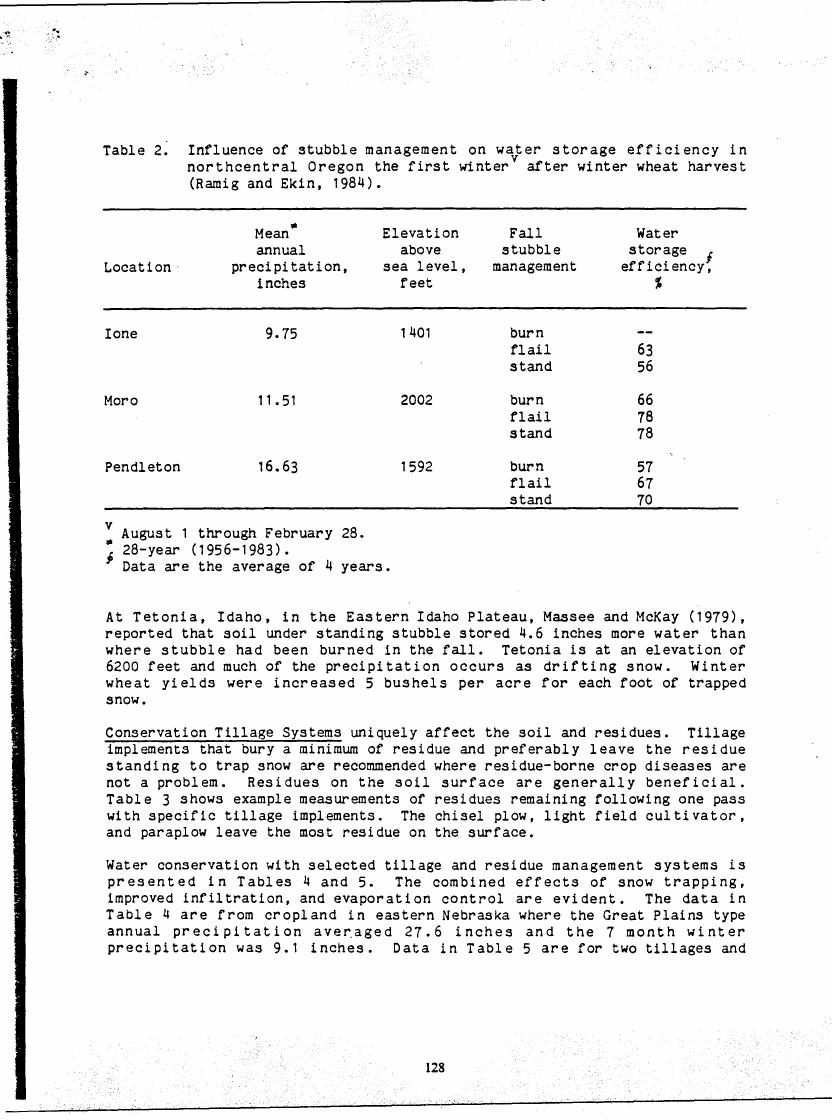 Table 2. Influence of stubble management on water storage efficiency in
northcentral Oregon the first winter^V after winter wheat harvest
(Ramig and Ekin, 1984).
Location Mean* annual precipitation, inches Elevation above sea level, feet Fall stubble management Water storage efficiency, %
Ione 9.75 1401 burn --
flail 63
stand 56
Moro 11.51 2002 burn 66
flail 78
stand 78
Pendleton 16.63 1592 burn 57
flail 67
stand 70
V August 1 through February 28.
* 28-year (1956-1983).
Data are the average of 4 years.
At Tetonia, Idaho, in the Eastern Idaho Plateau, Massee and McKay (1979),
reported that soil under standing stubble stored 4.6 inches more water than
where stubble had been burned in the fall. Tetonia is at an elevation of
6200 feet and much of the precipitation occurs as drifting snow. Winter
wheat yields were increased 5 bushels per acre for each foot of trapped
snow.
Conservation Tillage Systems uniquely affect the soil and residues. Tillage
implements that bury a minimum of residue and preferably leave the residue
standing to trap snow are recommended where residue-borne crop diseases are
not a problem. Residues on the soil surface are generally beneficial.
Table 3 shows example measurements of residues remaining following one pass
with specific tillage implements. The chisel plow, light field cultivator,
and paraplow leave the most residue on the surface.
Water conservation with selected tillage and residue management systems is
presented in Tables 4 and 5. The combined effects of snow trapping,
improved infiltration, and evaporation control are evident. The data in
Table 4 are from cropland in eastern Nebraska where the Great Plains type
annual precipitation averaged 27.6 inches and the 7 month winter
precipitation was 9.1 inches. Data in Table 5 are for two tillages and
128